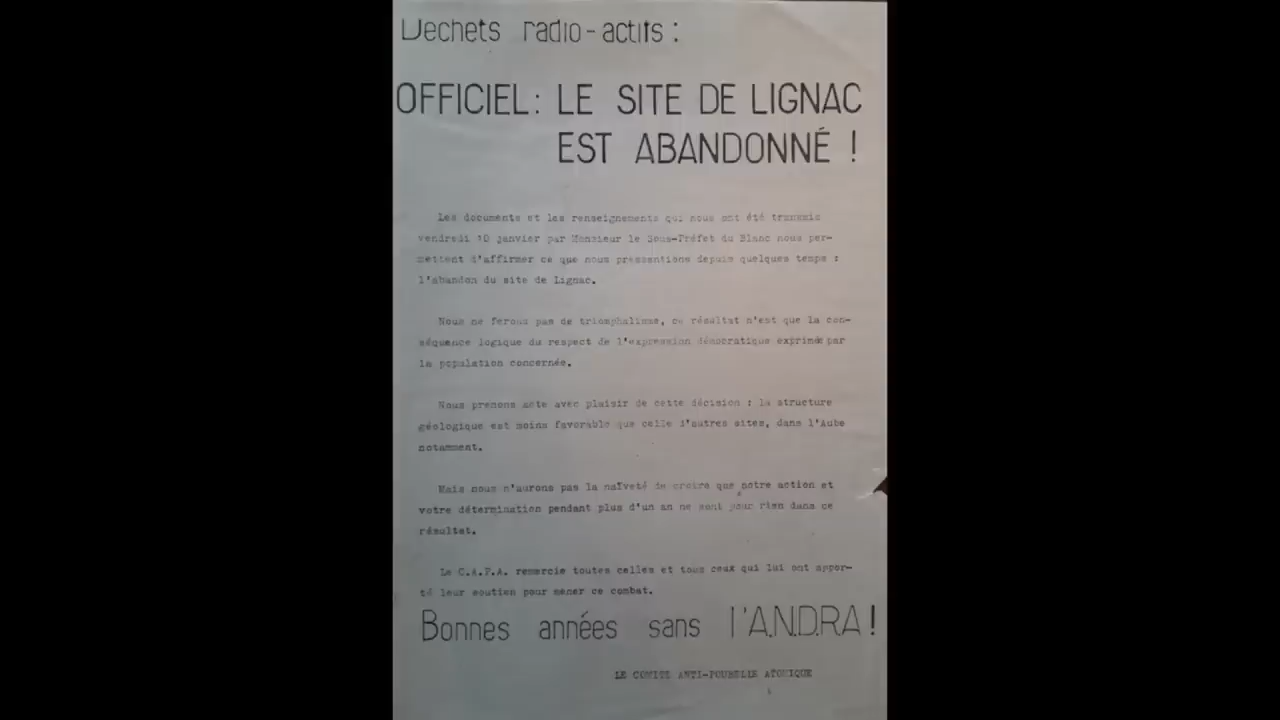 Déchets radio-actifs :
OFFICIEL : LE SITE DE LIGNAC
EST ABANDONNÉ !
Les documents et les renseignements qui nous ont été transmis
vendredi 10 janvier par Monsieur le Sous-Préfet du Blanc nous per-
mettent d'affirmer ce que nous pressentions depuis quelques temps :
l'abandon du site de Lignac.
Nous ne ferons pas de triomphalisme, ce résultat n'est que la con-
séquence logique du respect de l'expression démocratique exprimée par
la population concernée.
Nous prenons acte avec plaisir de cette décision : la structure
géologique est moins favorable que celle d'autres sites, dans l'Aube
notamment.
Mais nous n'aurons pas la naïveté de croire que notre action et
votre détermination pendant plus d'un an ne sont pour rien dans ce
résultat.
Le C.A.P.A. remercie toutes celles et tous ceux qui lui ont appor-
té leur soutien pour mener ce combat.
Bonnes années sans l'A.N.D.R.A !
LE COMITE ANTI-POUBELLE ATOMIQUE